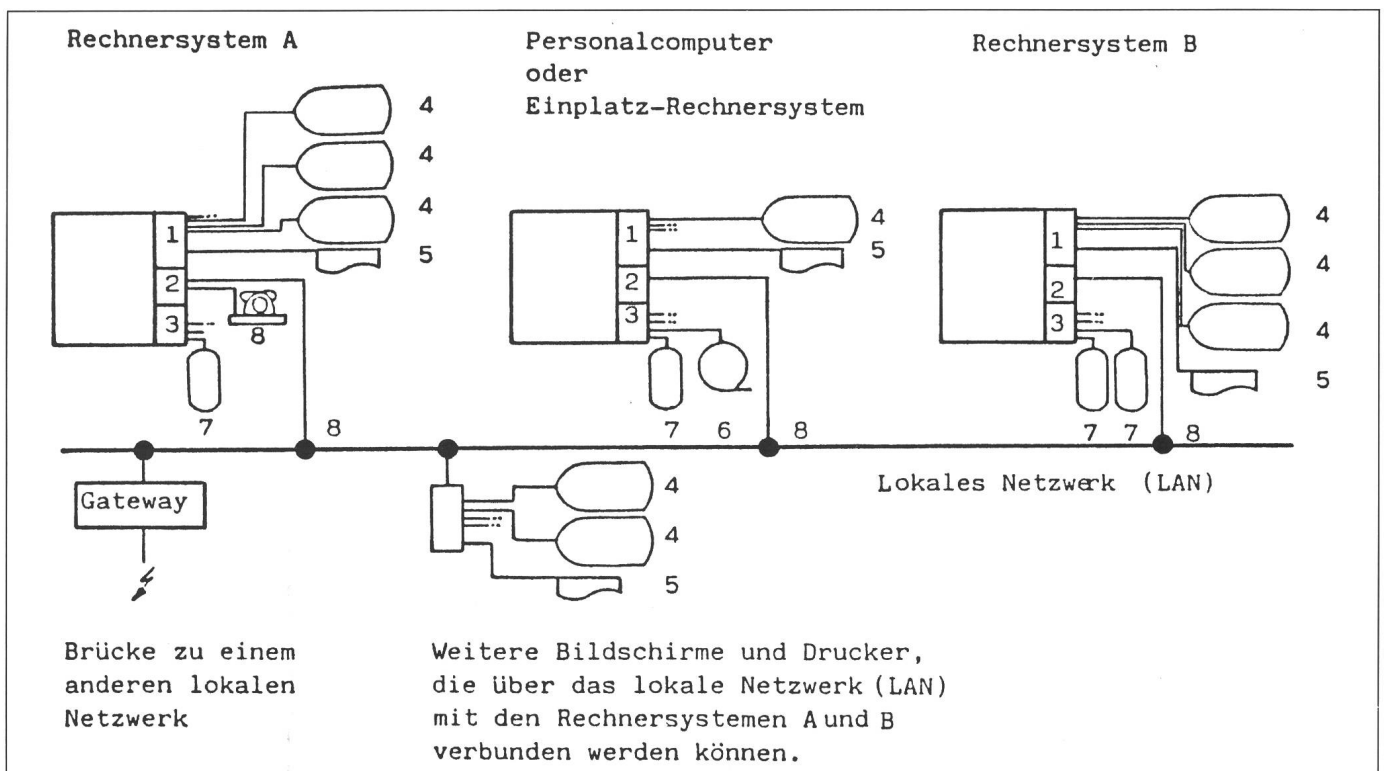 Rechnersystem A
Personalcomputer
oder
Einplatz-Rechnersystem
Rechnersystem B
4
4
4
5
1
2
3
8
7
8
4
5
1
2
3
7
6
8
4
4
4
5
1
2
3
7
7
8
Lokales Netzwerk (LAN)
Gateway
4
4
5
Brücke zu einem
anderen lokalen
Netzwerk
Weitere Bildschirme und Drucker,
die über das lokale Netzwerk (LAN)
mit den Rechnersystemen A und B
verbunden werden können.